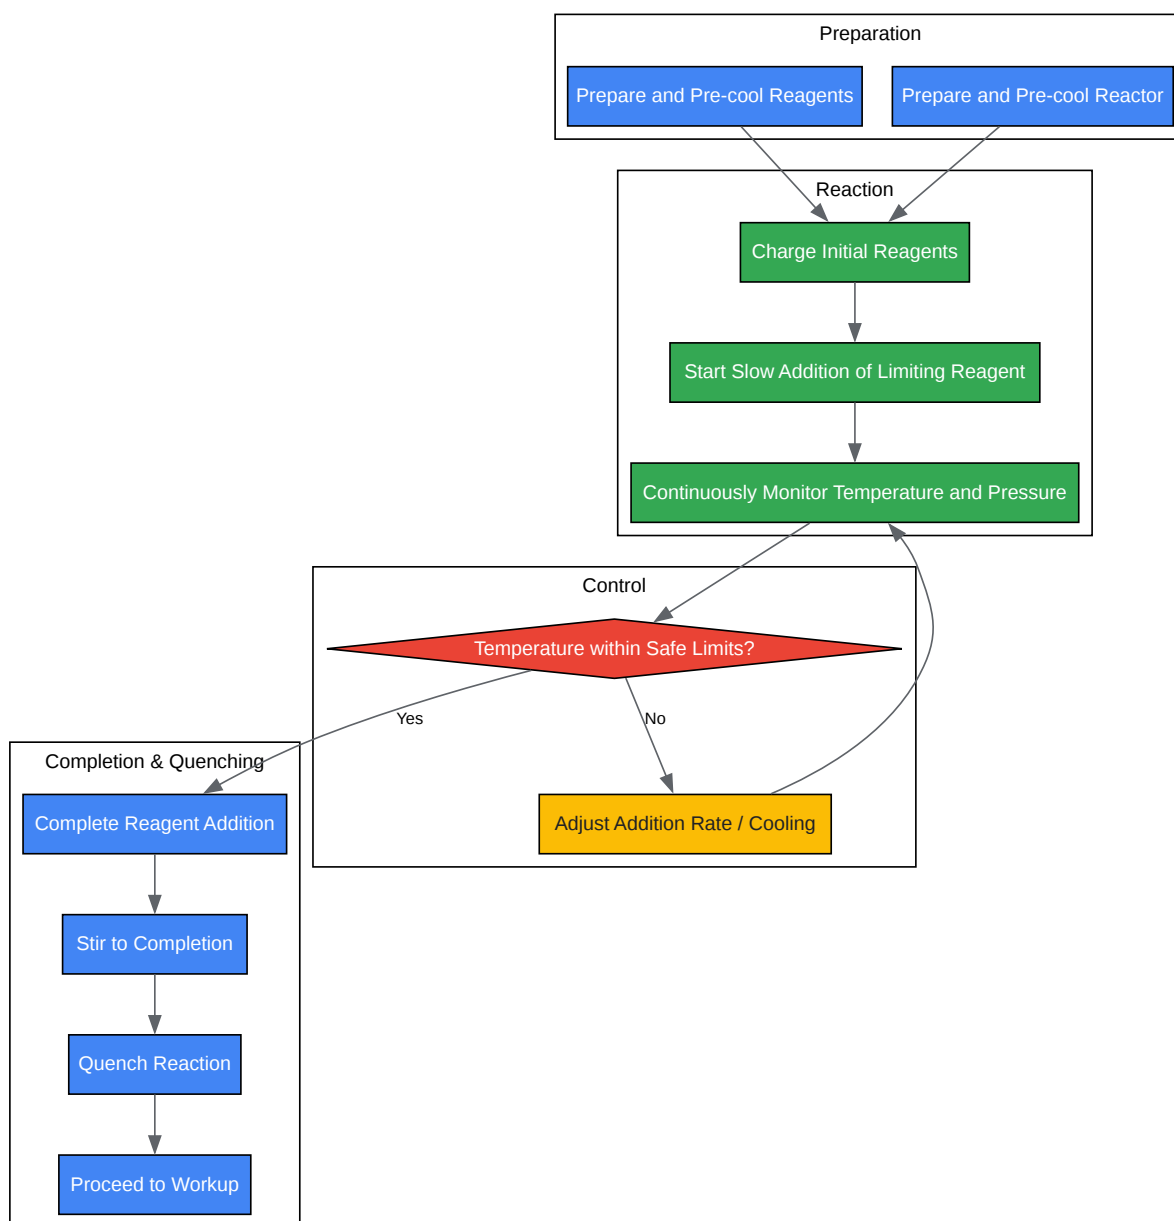 Preparation
Prepare and Pre-cool Reagents
Prepare and Pre-cool Reactor
Reaction
Charge Initial Reagents
Start Slow Addition of Limiting Reagent
Continuously Monitor Temperature and Pressure
Control
Temperature within Safe Limits?
Yes
No
Completion & Quenching
Complete Reagent Addition
Adjust Addition Rate / Cooling
Stir to Completion
Quench Reaction
Proceed to Workup